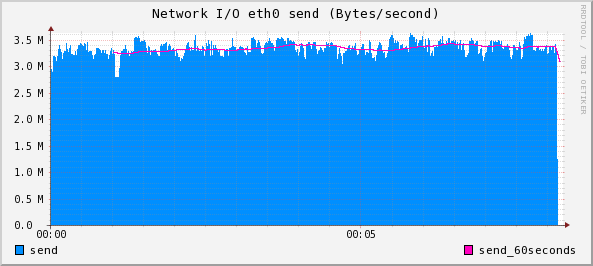 Network I/O eth0 send (Bytes/second)
RRDTOOL / TOBI OETIKER
3.5 M
3.0 M
2.5 M
2.0 M
1.5 M
1.0 M
0.5 M
0.0
00:00 00:05
send send_60seconds